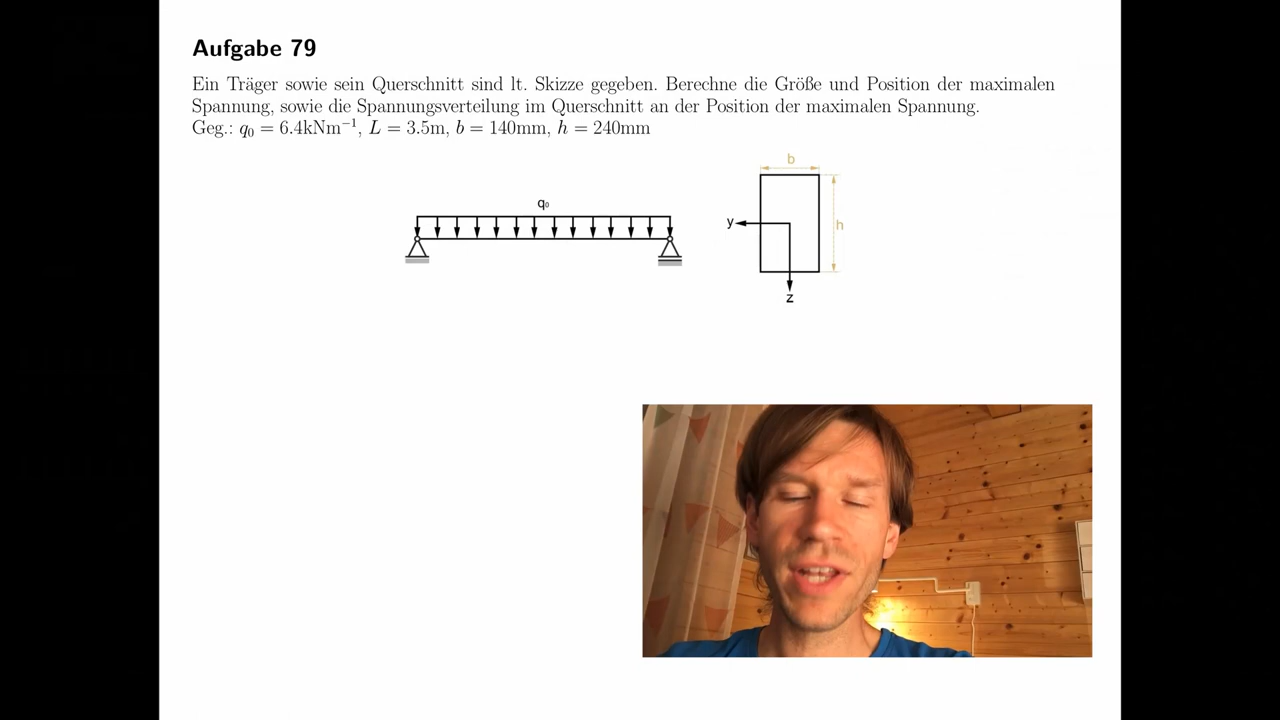 Aufgabe 79
Ein Träger sowie sein Querschnitt sind lt. Skizze gegeben. Berechne die Größe und Position der maximalen
Spannung, sowie die Spannungsverteilung im Querschnitt an der Position der maximalen Spannung.
Geg.: q₀ = 6.4kNm⁻¹, L = 3.5m, b = 140mm, h = 240mm
b
q₀
y
h
z